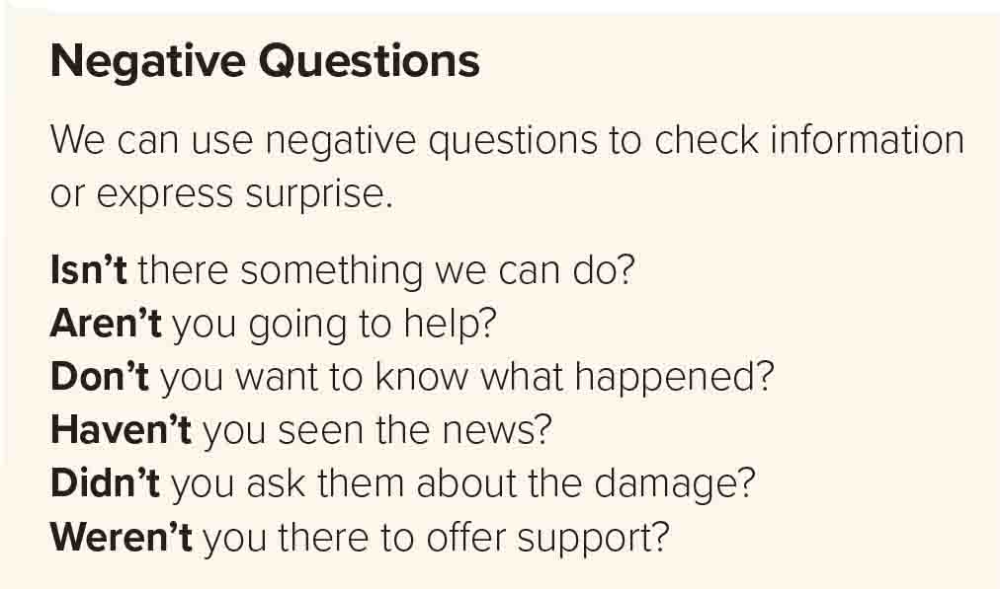 Negative Questions
We can use negative questions to check information
or express surprise.
Isn’t there something we can do?
Aren’t you going to help?
Don’t you want to know what happened?
Haven’t you seen the news?
Didn’t you ask them about the damage?
Weren’t you there to offer support?